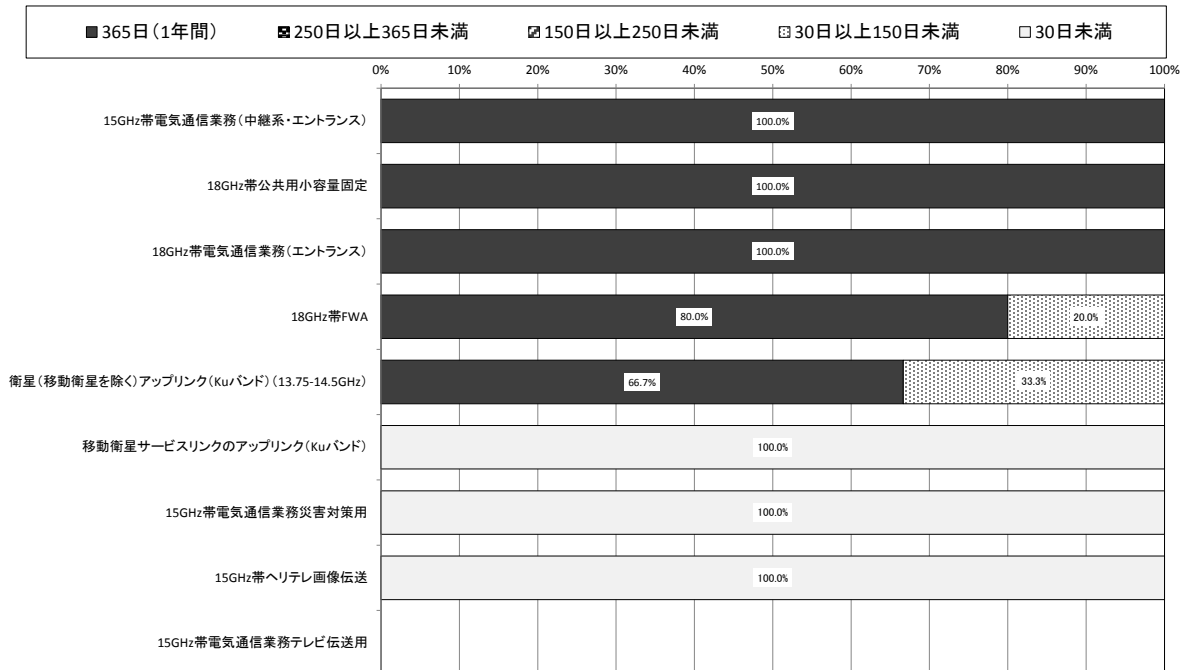 365日(1年間) 250日以上365日未満 150日以上250日未満 30日以上150日未満 30日未満
0% 10% 20% 30% 40% 50% 60% 70% 80% 90% 100%
15GHz帯電気通信業務(中継系・エントランス) 100.0%
18GHz帯公共用小容量固定 100.0%
18GHz帯電気通信業務(エントランス) 100.0%
18GHz帯FWA 80.0% 20.0%
衛星(移動衛星を除く)アップリンク(Kuバンド)(13.75-14.5GHz) 66.7% 33.3%
移動衛星サービスリンクのアップリンク(Kuバンド) 100.0%
15GHz帯電気通信業務災害対策用 100.0%
15GHz帯ヘリテレ画像伝送 100.0%
15GHz帯電気通信業務テレビ伝送用